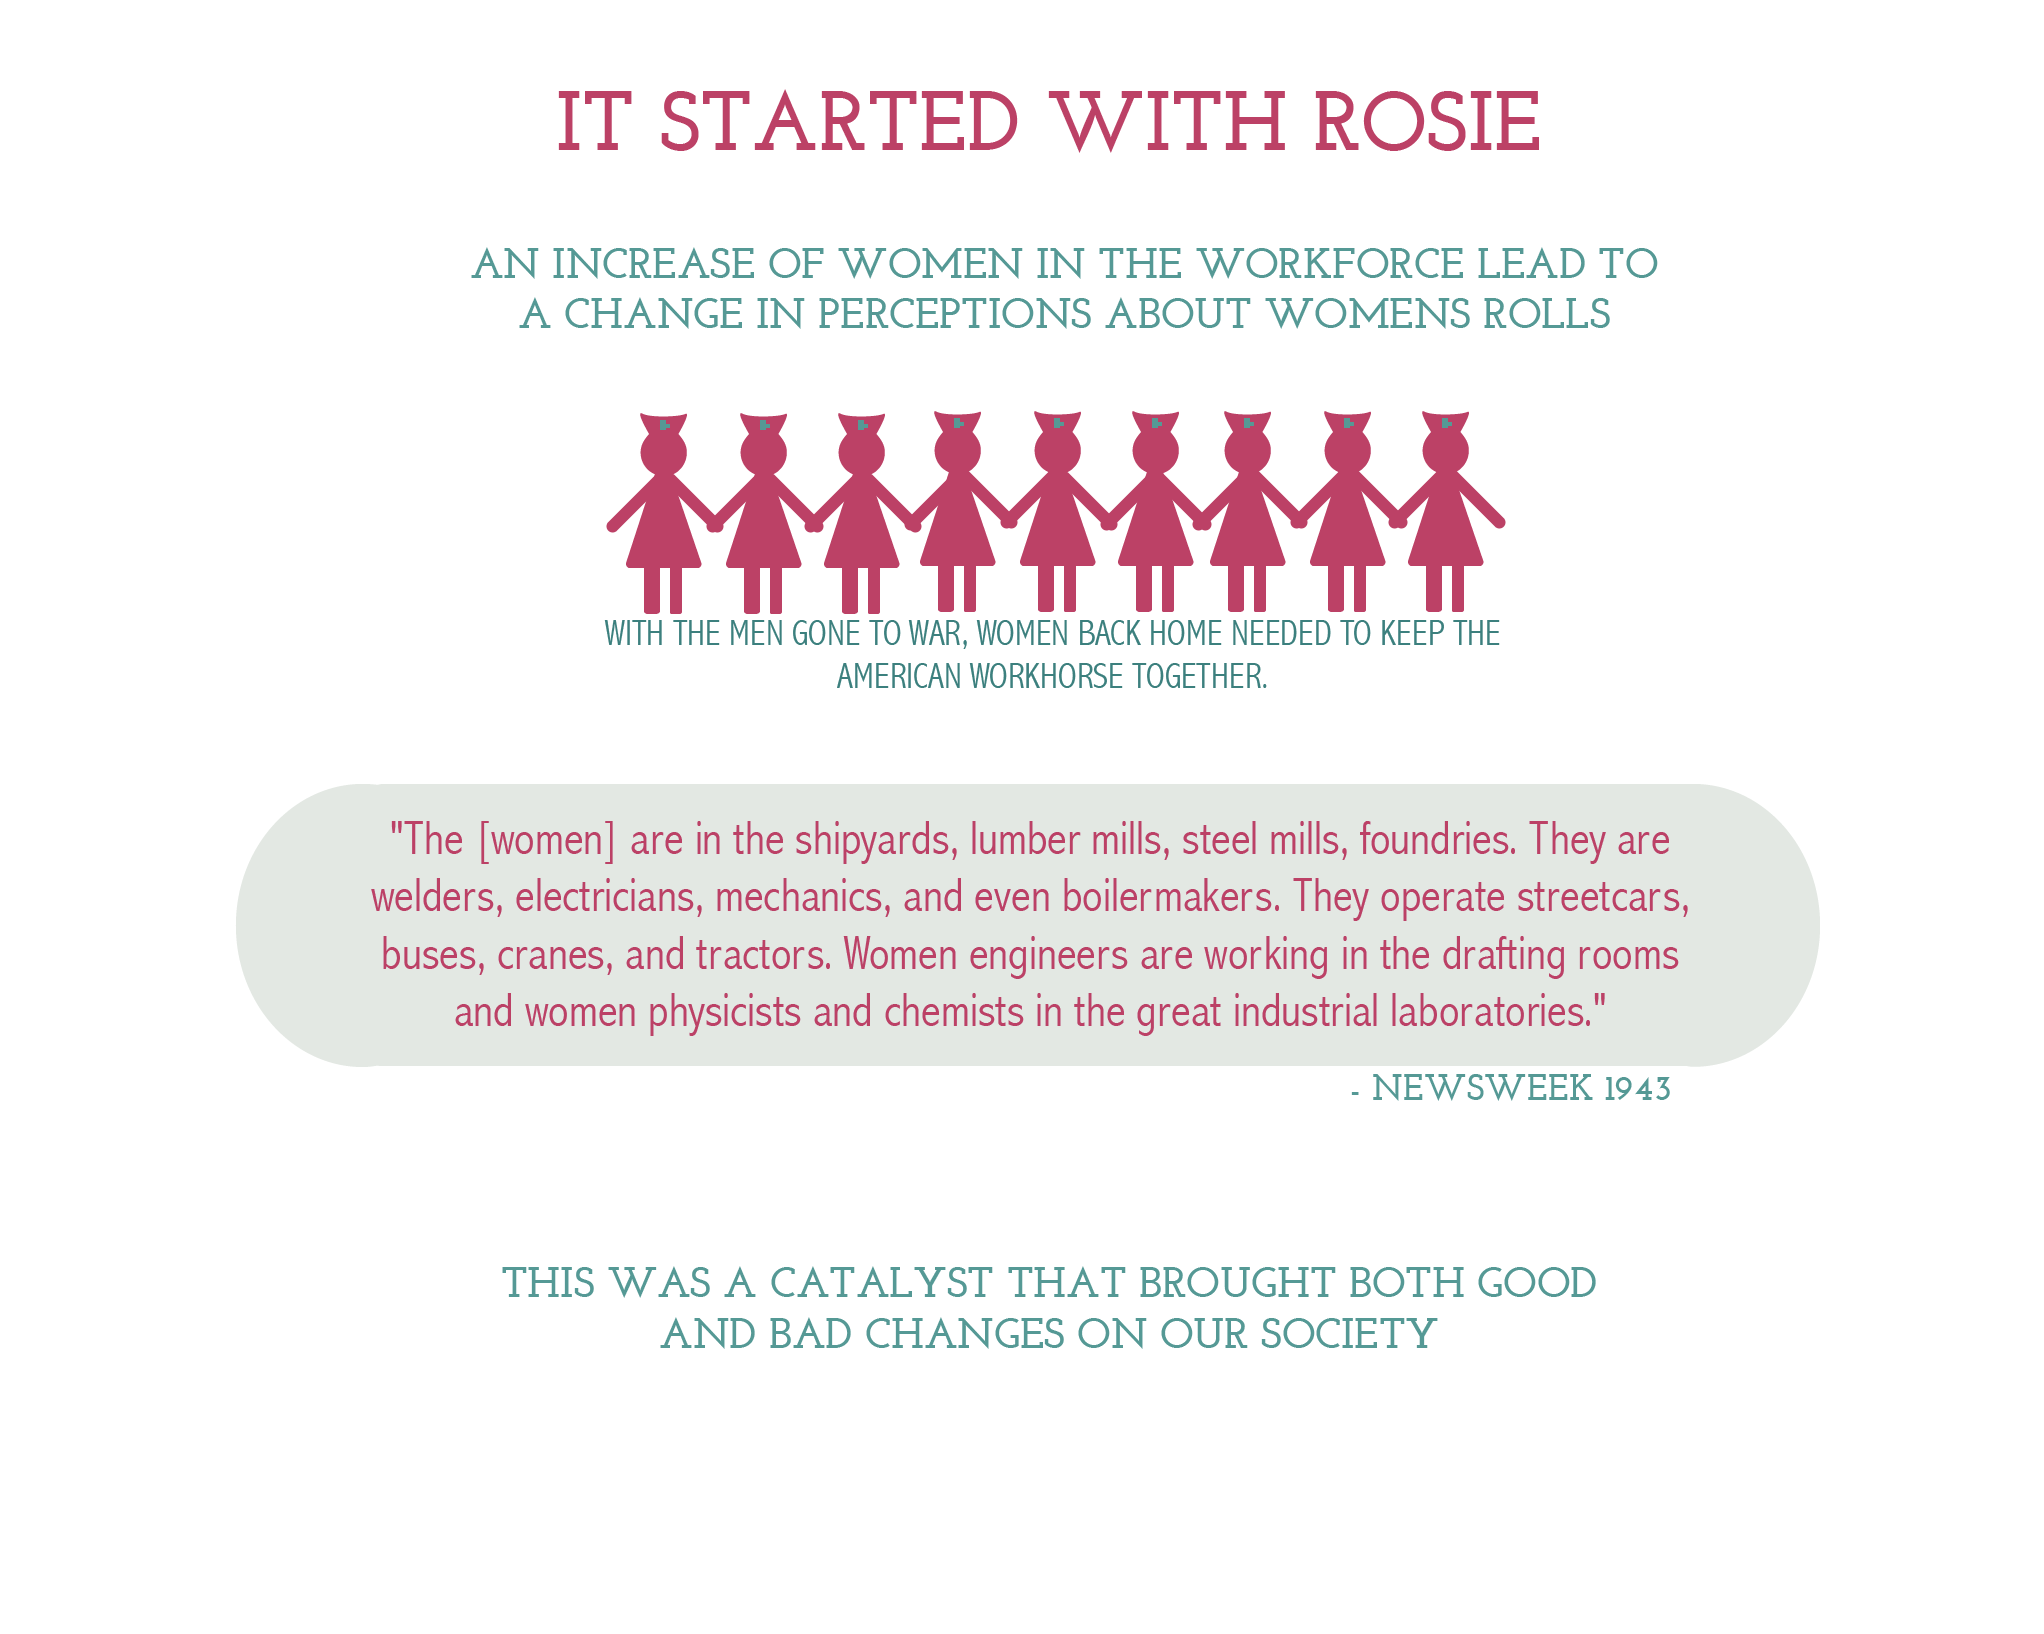 IT STARTED WITH ROSIE
AN INCREASE OF WOMEN IN THE WORKFORCE LEAD TO
A CHANGE IN PERCEPTIONS ABOUT WOMENS ROLLS
WITH THE MEN GONE TO WAR, WOMEN BACK HOME NEEDED TO KEEP THE
AMERICAN WORKHORSE TOGETHER.
"The [women] are in the shipyards, lumber mills, steel mills, foundries. They are
welders, electricians, mechanics, and even boilermakers. They operate streetcars,
buses, cranes, and tractors. Women engineers are working in the drafting rooms
and women physicists and chemists in the great industrial laboratories."
- NEWSWEEK 1943
THIS WAS A CATALYST THAT BROUGHT BOTH GOOD
AND BAD CHANGES ON OUR SOCIETY